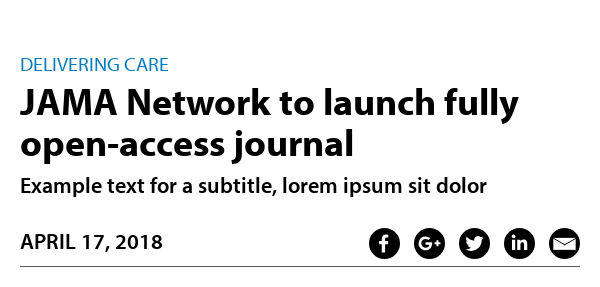 DELIVERING CARE
JAMA Network to launch fully
open-access journal
Example text for a subtitle, lorem ipsum sit dolor
APRIL 17, 2018
f G+ in